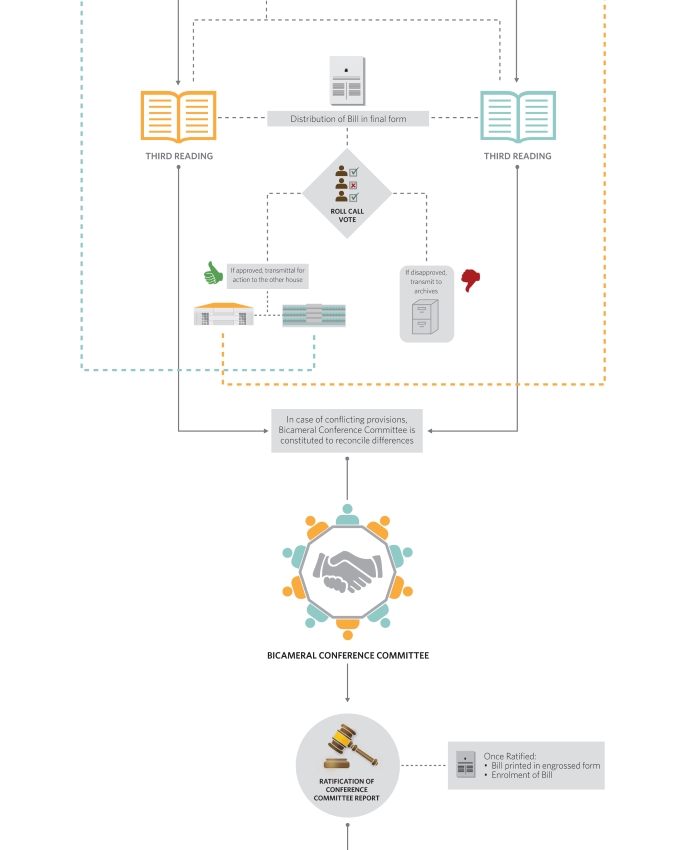 Distribution of Bill in final form
THIRD READING
THIRD READING
ROLL CALL
VOTE
If approved, transmittal for
action to the other house
If disapproved,
transmit to
archives
In case of conflicting provisions,
Bicameral Conference Committee is
constituted to reconcile differences
BICAMERAL CONFERENCE COMMITTEE
RATIFICATION OF
CONFERENCE
COMMITTEE REPORT
Once Ratified:
• Bill printed in engrossed form
• Enrolment of Bill